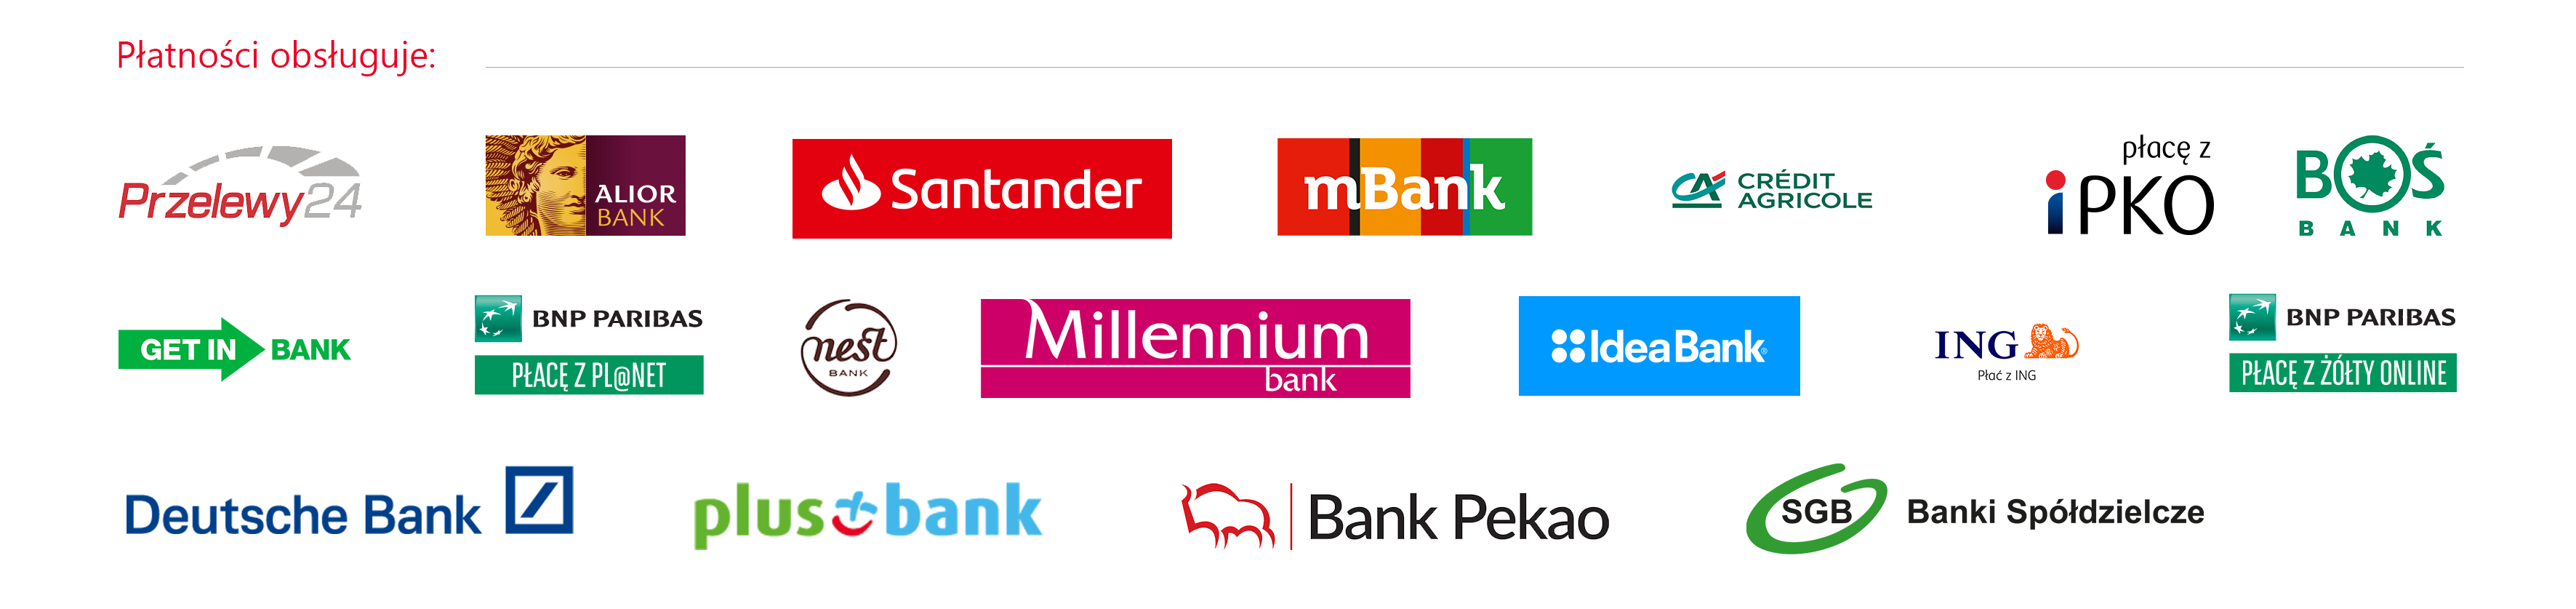 Płatności obsługuje:
Przelewy24
ALIOR
BANK
Santander
mBank
CRÉDIT
AGRICOLE
płacę z
iPKO
BOŚ
BANK
GET IN BANK
BNP PARIBAS
PŁACĘ Z PL@NET
nest
BANK
Millennium
bank
IdeaBank®
ING
Płać z ING
BNP PARIBAS
PŁACĘ Z ŻÓŁTY ONLINE
Deutsche Bank
plus bank
Bank Pekao
SGB Banki Spółdzielcze